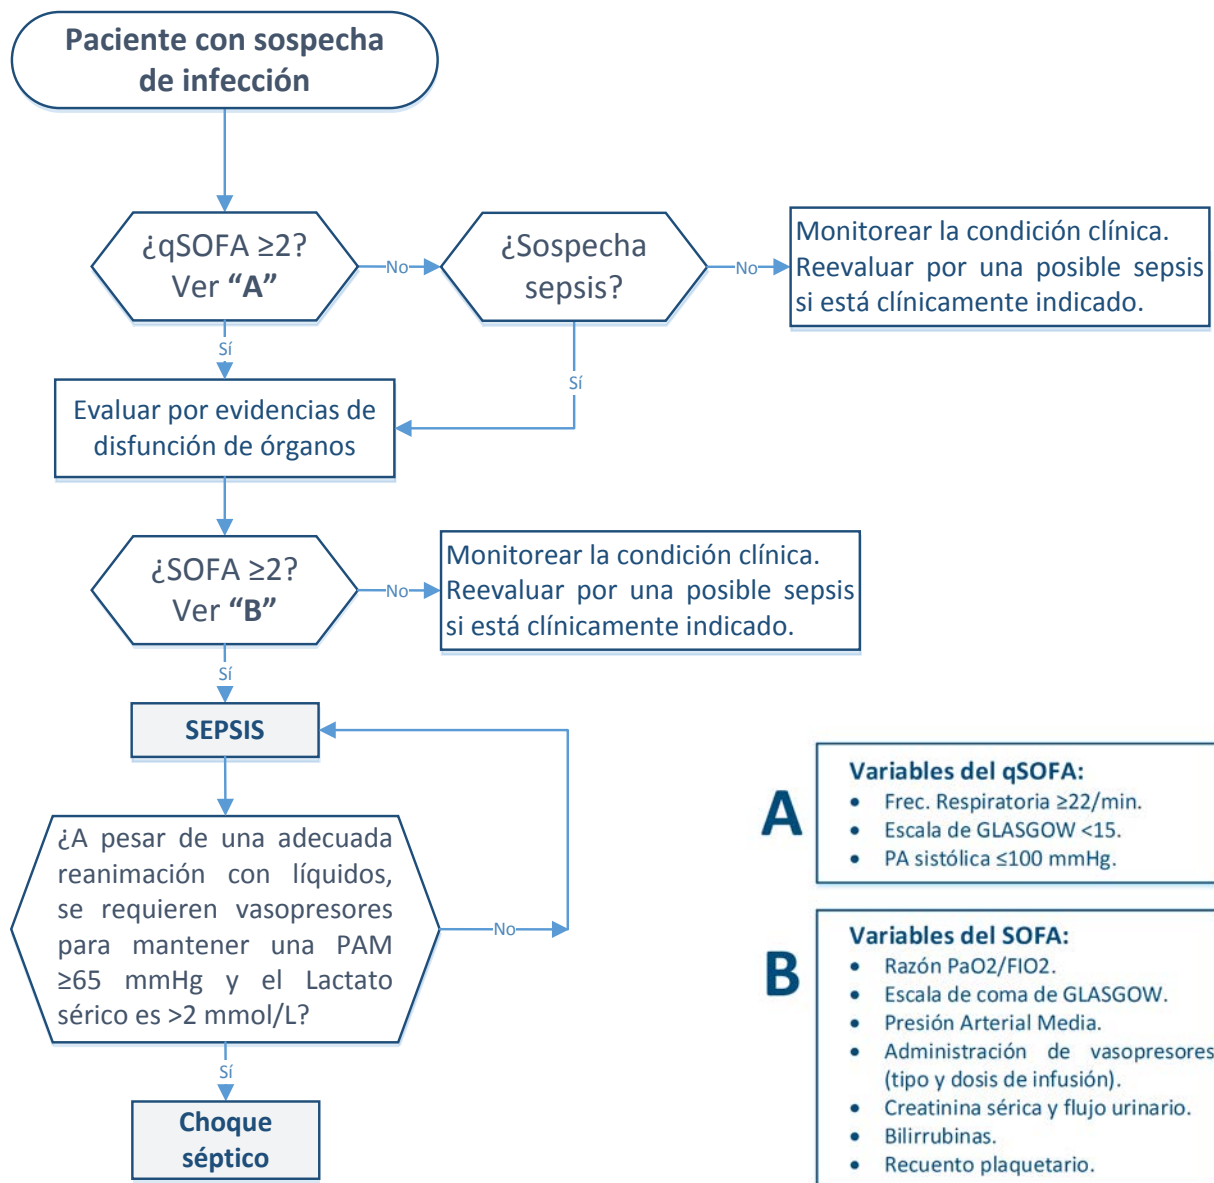 Paciente con sospecha
de infección
¿qSOFA ≥2?
Ver “A”
No
¿Sospecha
sepsis?
No
Monitorear la condición clínica.
Reevaluar por una posible sepsis
si está clínicamente indicado.
Sí
Sí
Evaluar por evidencias de
disfunción de órganos
¿SOFA ≥2?
Ver “B”
No
Monitorear la condición clínica.
Reevaluar por una posible sepsis
si está clínicamente indicado.
Sí
SEPSIS
¿A pesar de una adecuada
reanimación con líquidos,
se requieren vasopresores
para mantener una PAM
≥65 mmHg y el Lactato
sérico es >2 mmol/L?
No
Sí
Choque
séptico
A
Variables del qSOFA:
• Frec. Respiratoria ≥22/min.
• Escala de GLASGOW <15.
• PA sistólica ≤100 mmHg.
B
Variables del SOFA:
• Razón PaO2/FIO2.
• Escala de coma de GLASGOW.
• Presión Arterial Media.
• Administración de vasopresores
(tipo y dosis de infusión).
• Creatinina sérica y flujo urinario.
• Bilirrubinas.
• Recuento plaquetario.